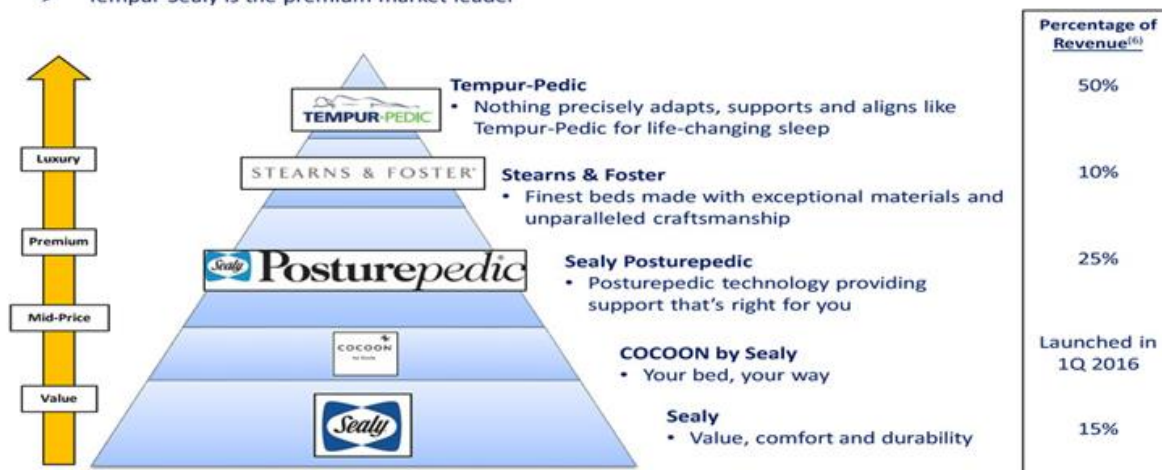 Tempur Sealy is the premium market leader
Percentage of
Revenue(6)
Luxury
Premium
Mid-Price
Value
TEMPUR-PEDIC
Tempur-Pedic
• Nothing precisely adapts, supports and aligns like
Tempur-Pedic for life-changing sleep
50%
STEARNS & FOSTER®
Stearns & Foster
• Finest beds made with exceptional materials and
unparalleled craftsmanship
10%
Sealy Posturepedic
Sealy Posturepedic
• Posturepedic technology providing
support that's right for you
25%
COCOON
by Sealy
COCOON by Sealy
• Your bed, your way
Launched in
1Q 2016
Sealy
Sealy
• Value, comfort and durability
15%